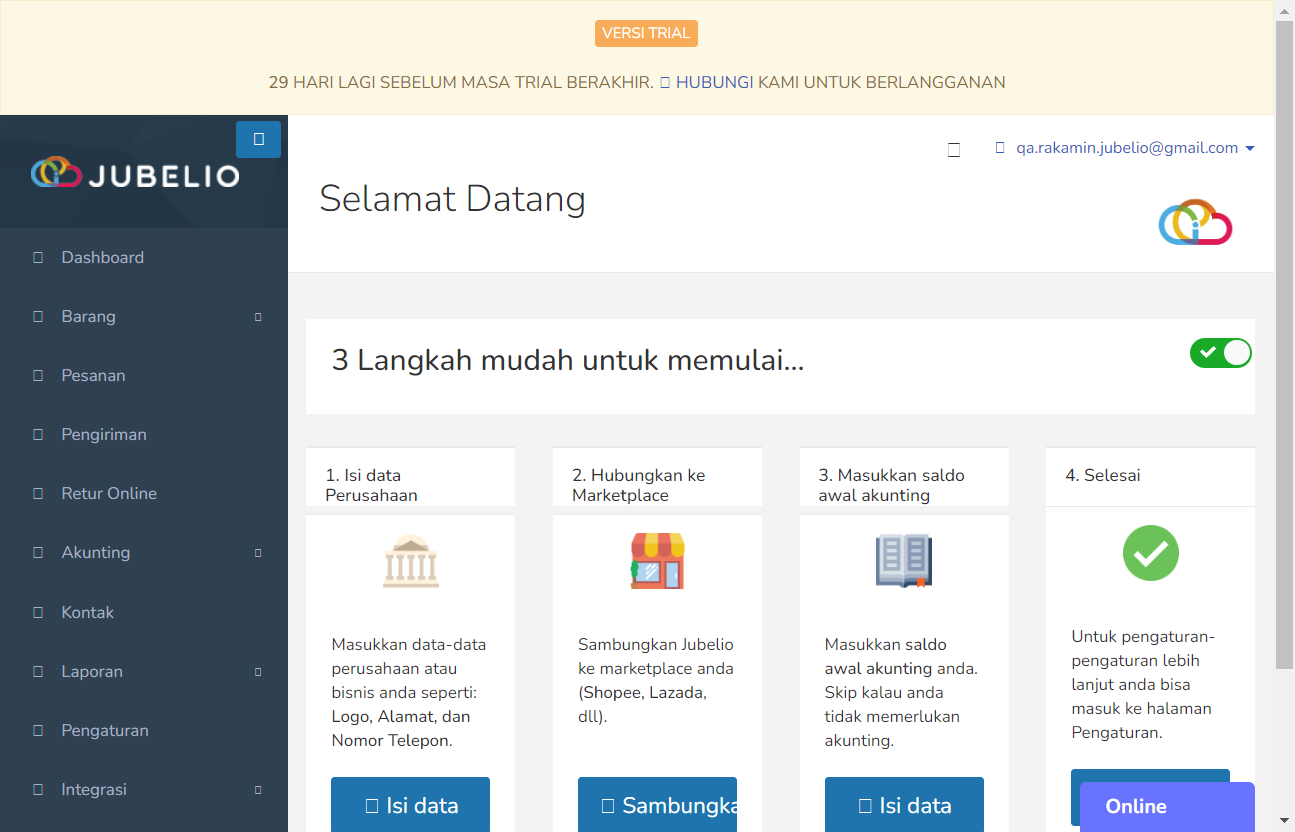 VERSI TRIAL
29 HARI LAGI SEBELUM MASA TRIAL BERAKHIR. HUBUNGI KAMI UNTUK BERLANGGANAN
JUBELIO
qa.rakamin.jubelio@gmail.com
Selamat Datang
Dashboard
Barang
Pesanan
Pengiriman
Retur Online
Akunting
Kontak
Laporan
Pengaturan
Integrasi
3 Langkah mudah untuk memulai...
1. Isi data
Perusahaan
Masukkan data-data
perusahaan atau
bisnis anda seperti:
Logo, Alamat, dan
Nomor Telepon.
Isi data
2. Hubungkan ke
Marketplace
Sambungkan Jubelio
ke marketplace anda
(Shopee, Lazada,
dll).
Sambungka
3. Masukkan saldo
awal akunting
Masukkan saldo
awal akunting anda.
Skip kalau anda
tidak memerlukan
akunting.
Isi data
4. Selesai
Untuk pengaturan-
pengaturan lebih
lanjut anda bisa
masuk ke halaman
Pengaturan.
Online